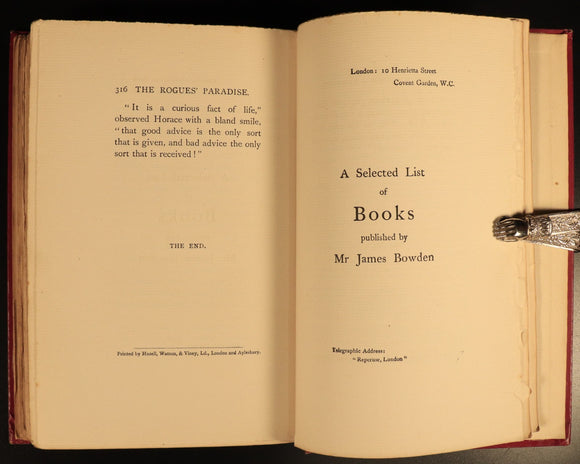 316 THE ROGUES' PARADISE.
"It is a curious fact of life,"
observed Horace with a bland smile,
"that good advice is the only sort
that is given, and bad advice the only
sort that is received!"
THE END.
Printed by Hazell, Watson, & Viney, Ld., London and Aylesbury.
London: 10 Henrietta Street
Covent Garden, W.C.
A Selected List
of
Books
published by
Mr James Bowden
Telegraphic Address:
"Reperuse, London"